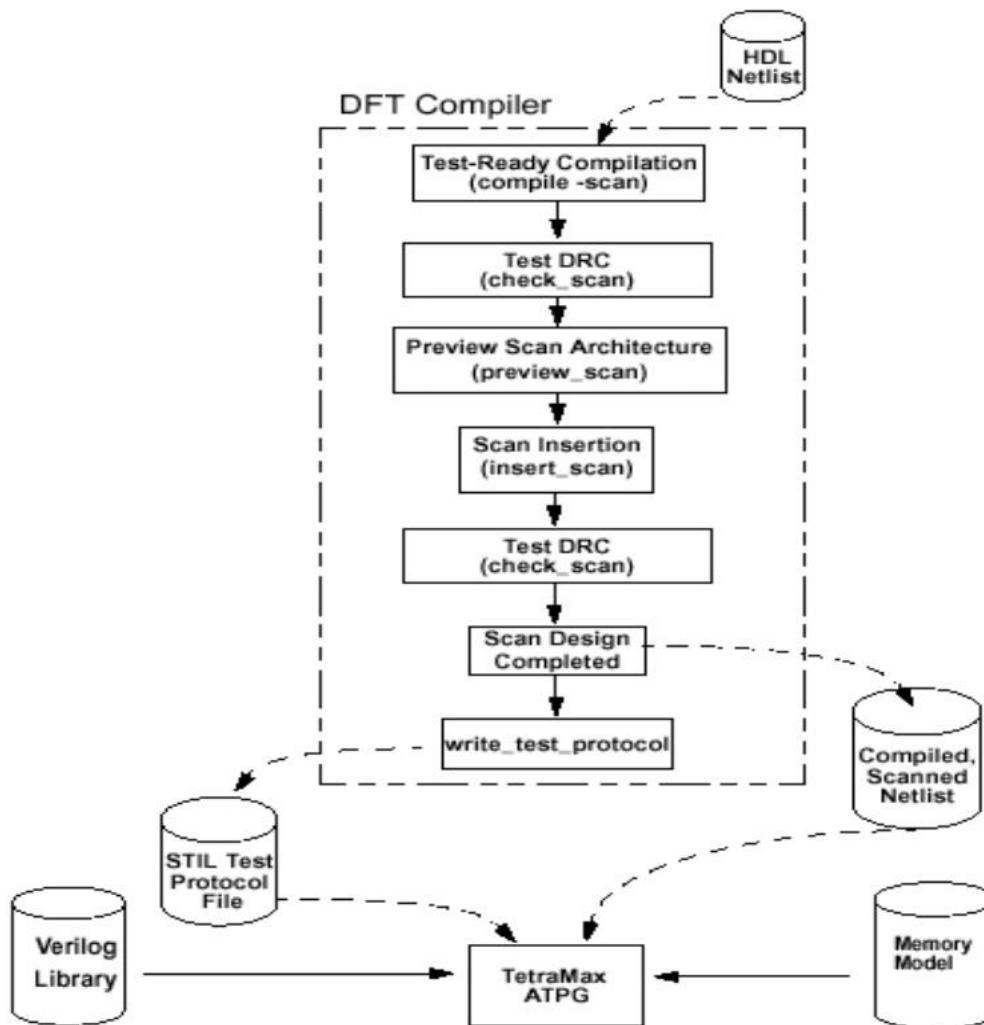 HDL
Netlist
DFT Compiler
Test-Ready Compilation
(compile -scan)
Test DRC
(check_scan)
Preview Scan Architecture
(preview_scan)
Scan Insertion
(insert_scan)
Test DRC
(check_scan)
Scan Design
Completed
write_test_protocol
Compiled,
Scanned
Netlist
STIL Test
Protocol
File
Verilog
Library
TetraMax
ATPG
Memory
Model